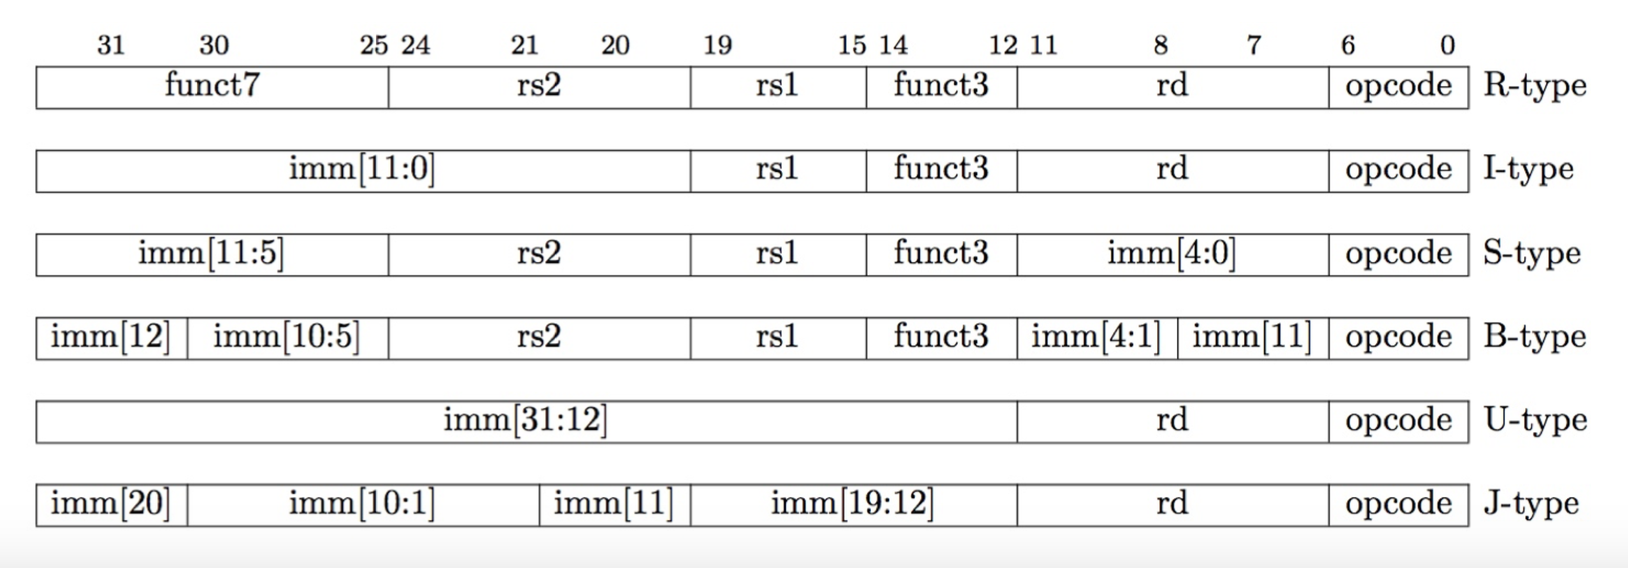 31 30 25 24 21 20 19 15 14 12 11 8 7 6 0
funct7 rs2 rs1 funct3 rd opcode R-type
imm[11:0] rs1 funct3 rd opcode I-type
imm[11:5] rs2 rs1 funct3 imm[4:0] opcode S-type
imm[12] imm[10:5] rs2 rs1 funct3 imm[4:1] imm[11] opcode B-type
imm[31:12] rd opcode U-type
imm[20] imm[10:1] imm[11] imm[19:12] rd opcode J-type